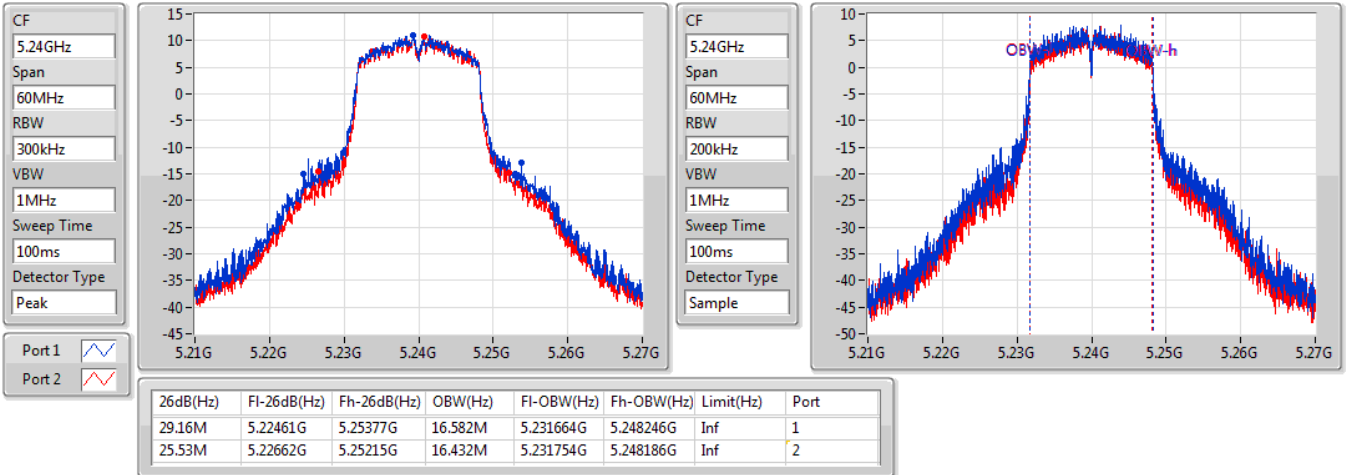 CF
5.24GHz
Span
60MHz
RBW
300kHz
VBW
1MHz
Sweep Time
100ms
Detector Type
Peak
Port 1
Port 2
15
10
5
0
-5
-10
-15
-20
-25
-30
-35
-40
-45
5.21G 5.22G 5.23G 5.24G 5.25G 5.26G 5.27G
CF
5.24GHz
Span
60MHz
RBW
200kHz
VBW
1MHz
Sweep Time
100ms
Detector Type
Sample
10
5
0
-5
-10
-15
-20
-25
-30
-35
-40
-45
-50
5.21G 5.22G 5.23G 5.24G 5.25G 5.26G 5.27G
26dB(Hz) Fl-26dB(Hz) Fh-26dB(Hz) OBW(Hz) Fl-OBW(Hz) Fh-OBW(Hz) Limit(Hz) Port
29.16M 5.22461G 5.25377G 16.582M 5.231664G 5.248246G Inf 1
25.53M 5.22662G 5.25215G 16.432M 5.231754G 5.248186G Inf 2